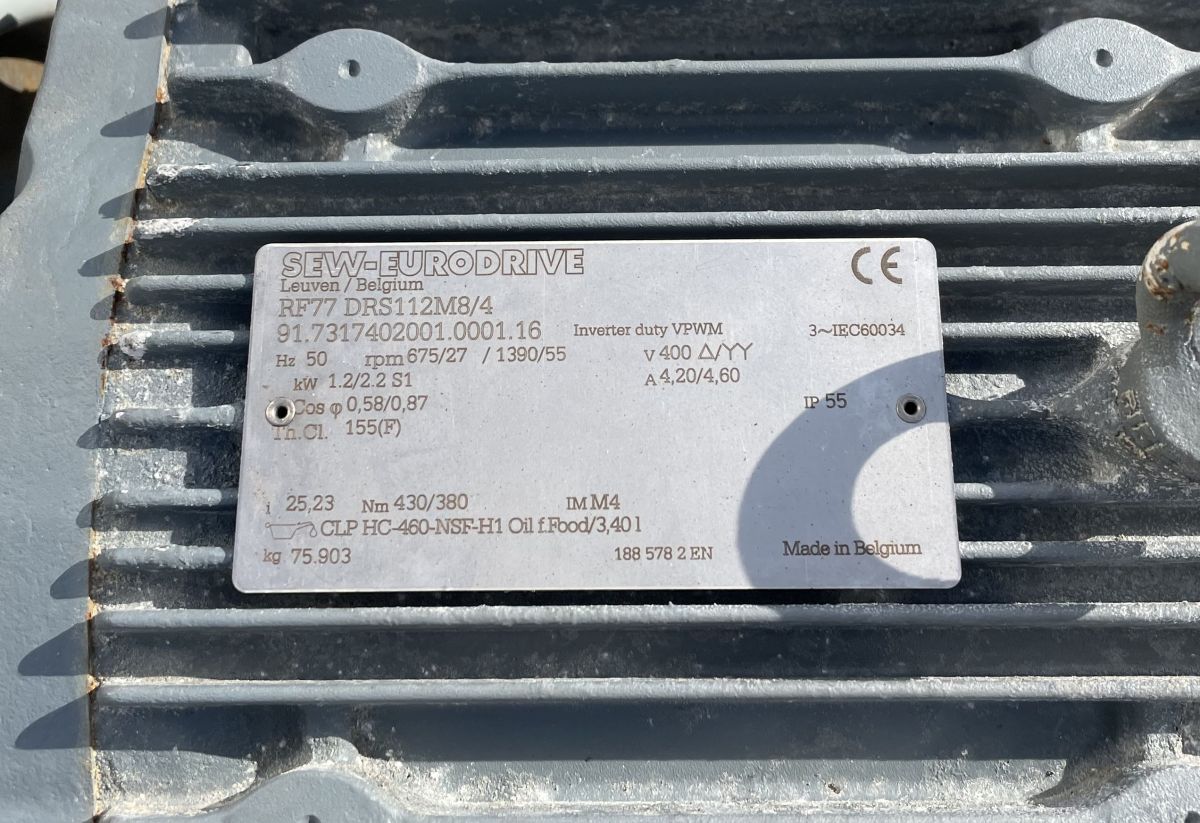 SEW-EURODRIVE CE
Leuven / Belgium
RF77 DRS112M8/4
91.7317402001.0001.16 Inverter duty VPWM 3~IEC60034
Hz 50 rpm 675/27 / 1390/55 V 400 Δ/YY
kW 1.2/2.2 S1 A 4,20/4,60
Cos φ 0,58/0,87 IP 55
Th.Cl. 155(F)
i 25,23 Nm 430/380 IM M4
CLP HC-460-NSF-H1 Oil f.Food/3,40 l
kg 75.903 188 578 2 EN Made in Belgium